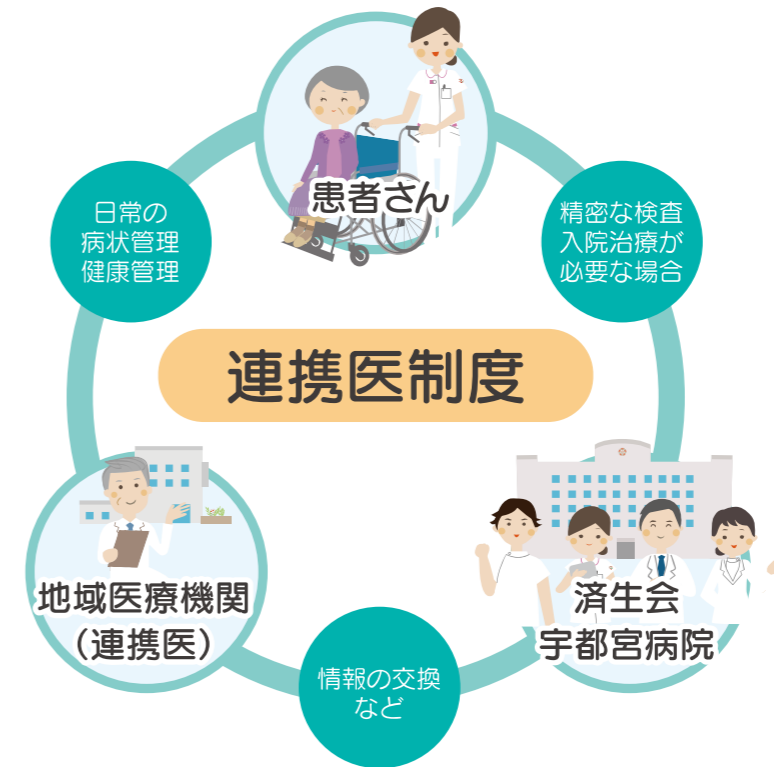 患者さん
日常の
病状管理
健康管理
精密な検査
入院治療が
必要な場合
連携医制度
地域医療機関
（連携医）
済生会
宇都宮病院
情報の交換
など